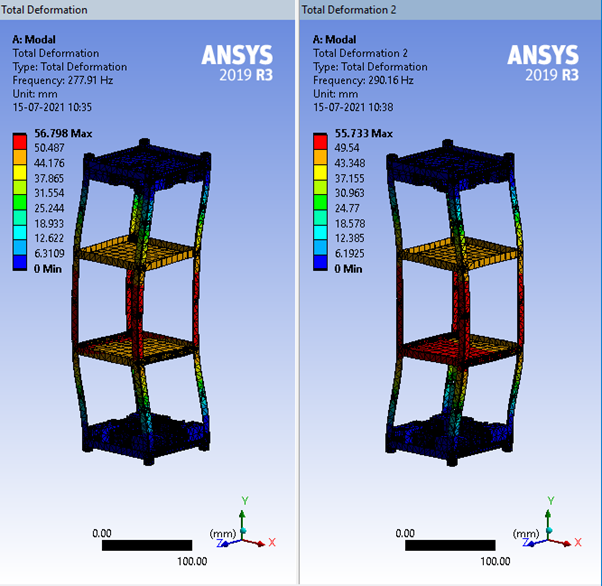 Total Deformation
A: Modal
Total Deformation
Type: Total Deformation
Frequency: 277.91 Hz
Unit: mm
15-07-2021 10:35
ANSYS
2019 R3
56.798 Max
50.487
44.176
37.865
31.554
25.244
18.933
12.622
6.3109
0 Min
0.00
(mm)
100.00
Y
Z
X
Total Deformation 2
A: Modal
Total Deformation 2
Type: Total Deformation
Frequency: 290.16 Hz
Unit: mm
15-07-2021 10:38
ANSYS
2019 R3
55.733 Max
49.54
43.348
37.155
30.963
24.77
18.578
12.385
6.1925
0 Min
0.00
(mm)
100.00
Y
Z
X